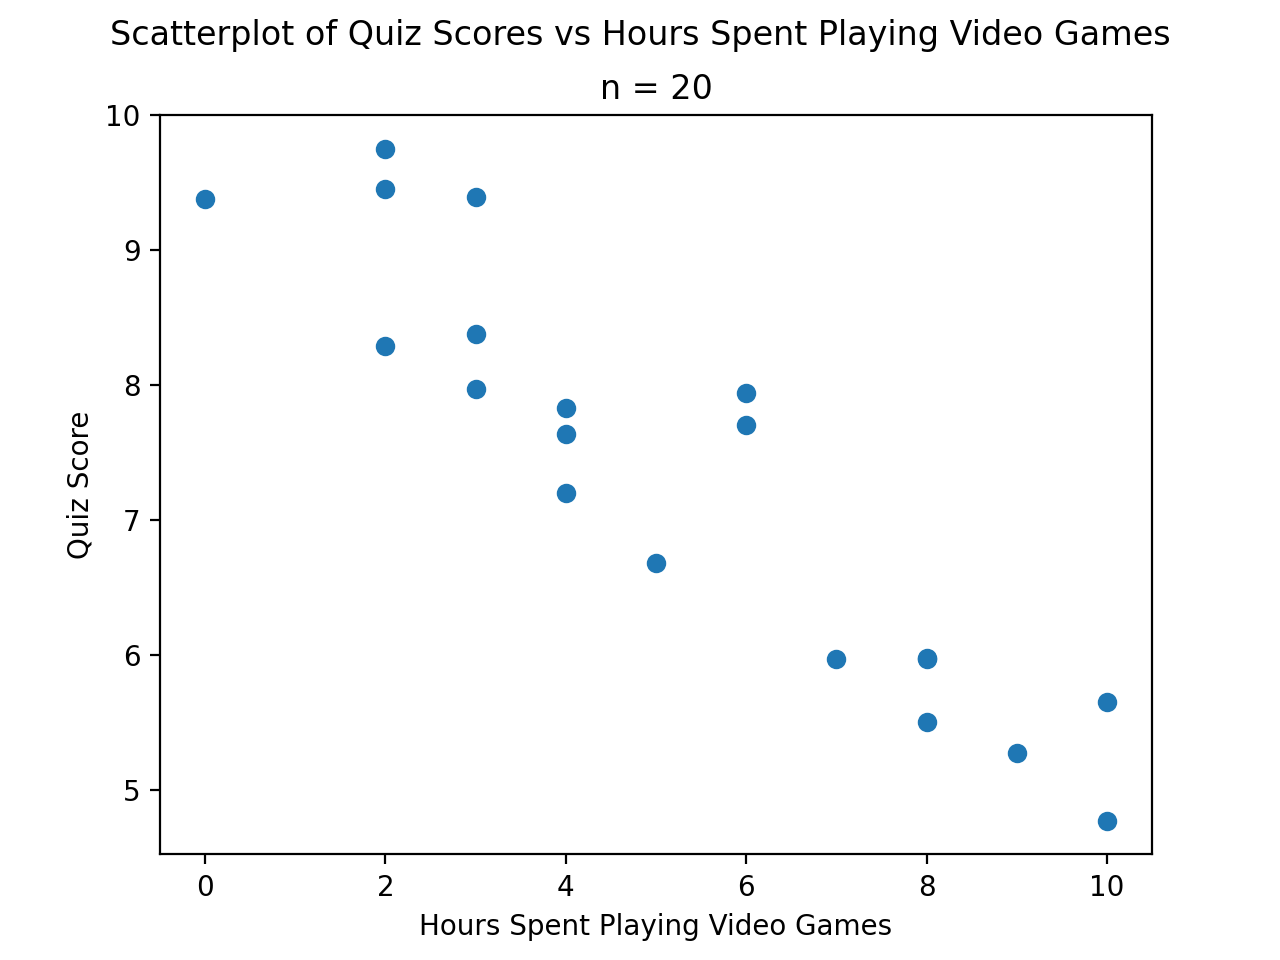 Scatterplot of Quiz Scores vs Hours Spent Playing Video Games
n = 20
10
9
8
7
6
5
Quiz Score
0 2 4 6 8 10
Hours Spent Playing Video Games